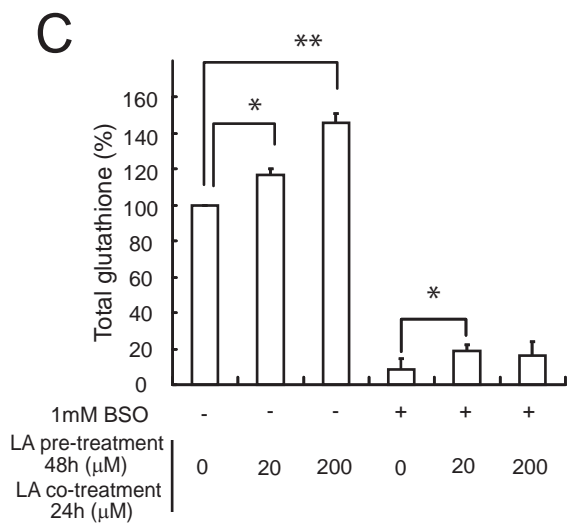 C
**
*
160
140
120
100
80
60
40
20
0
Total glutathione (%)
*
1mM BSO - - - + + +
LA pre-treatment
48h (μM)
0 20 200 0 20 200
LA co-treatment
24h (μM)